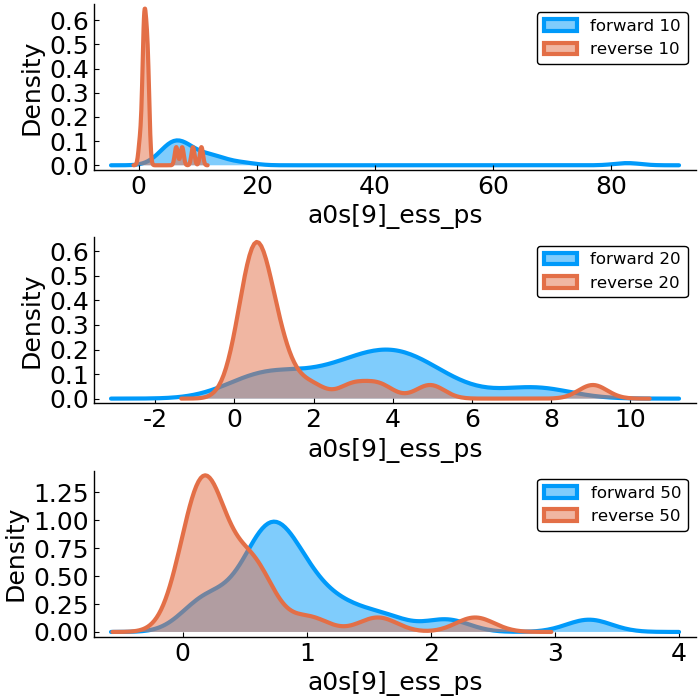 Density
0.6
0.5
0.4
0.3
0.2
0.1
0.0
forward 10
reverse 10
0 20 40 60 80
a0s[9]_ess_ps
Density
0.6
0.5
0.4
0.3
0.2
0.1
0.0
forward 20
reverse 20
-2 0 2 4 6 8 10
a0s[9]_ess_ps
Density
1.25
1.00
0.75
0.50
0.25
0.00
forward 50
reverse 50
0 1 2 3 4
a0s[9]_ess_ps